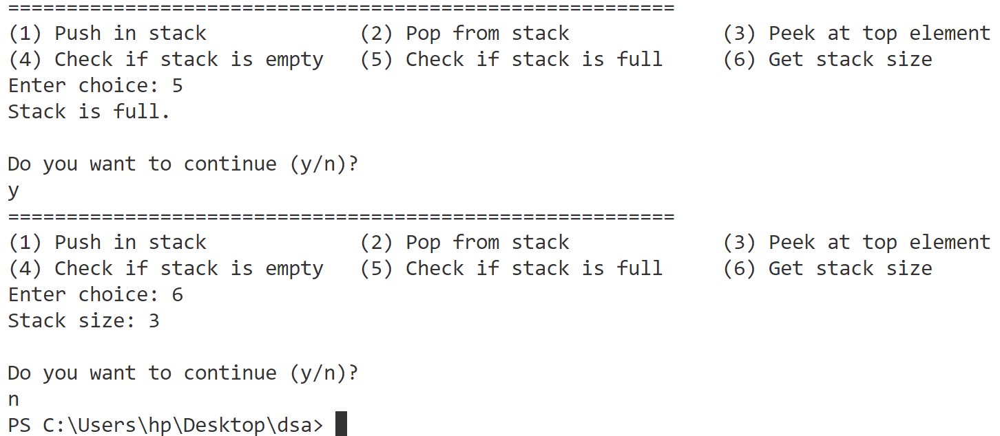 =========================================================
(1) Push in stack             (2) Pop from stack             (3) Peek at top element
(4) Check if stack is empty   (5) Check if stack is full     (6) Get stack size
Enter choice: 5
Stack is full.

Do you want to continue (y/n)?
y
=========================================================
(1) Push in stack             (2) Pop from stack             (3) Peek at top element
(4) Check if stack is empty   (5) Check if stack is full     (6) Get stack size
Enter choice: 6
Stack size: 3

Do you want to continue (y/n)?
n
PS C:\Users\hp\Desktop\dsa>